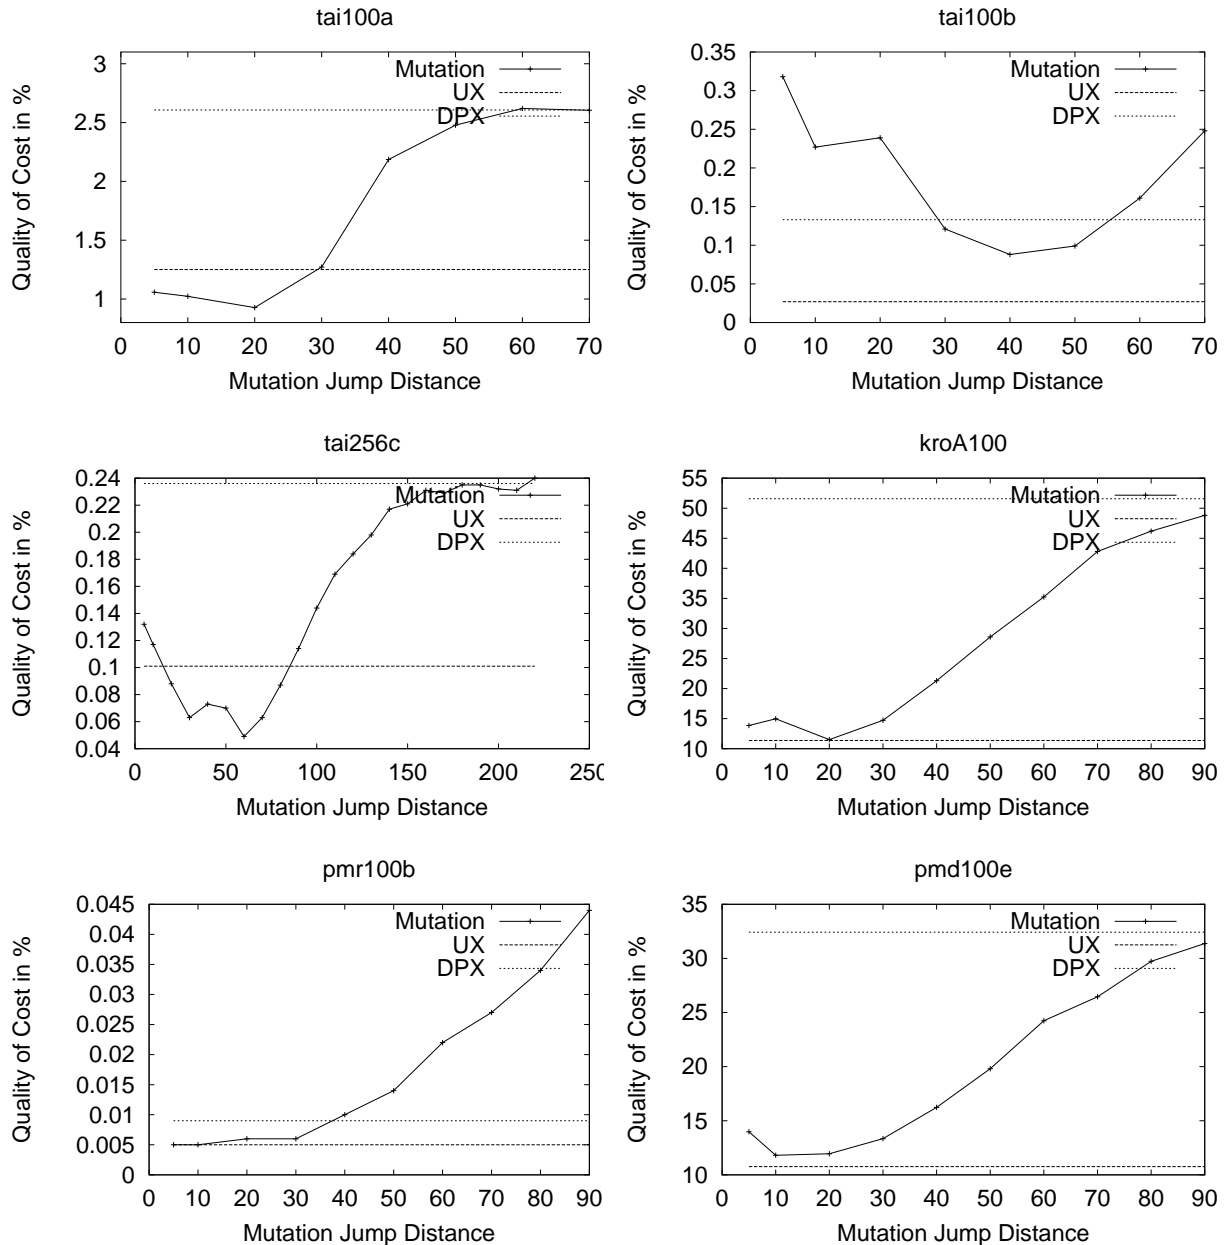 tai100a
Quality of Cost in %
3
2.5
2
1.5
1
0 10 20 30 40 50 60 70
Mutation Jump Distance
Mutation
UX
DPX
tai100b
Quality of Cost in %
0.35
0.3
0.25
0.2
0.15
0.1
0.05
0
0 10 20 30 40 50 60 70
Mutation Jump Distance
Mutation
UX
DPX
tai256c
Quality of Cost in %
0.24
0.22
0.2
0.18
0.16
0.14
0.12
0.1
0.08
0.06
0.04
0 50 100 150 200 250
Mutation Jump Distance
Mutation
UX
DPX
kroA100
Quality of Cost in %
55
50
45
40
35
30
25
20
15
10
0 10 20 30 40 50 60 70 80 90
Mutation Jump Distance
Mutation
UX
DPX
pmr100b
Quality of Cost in %
0.045
0.04
0.035
0.03
0.025
0.02
0.015
0.01
0.005
0
0 10 20 30 40 50 60 70 80 90
Mutation Jump Distance
Mutation
UX
DPX
pmd100e
Quality of Cost in %
35
30
25
20
15
10
0 10 20 30 40 50 60 70 80 90
Mutation Jump Distance
Mutation
UX
DPX